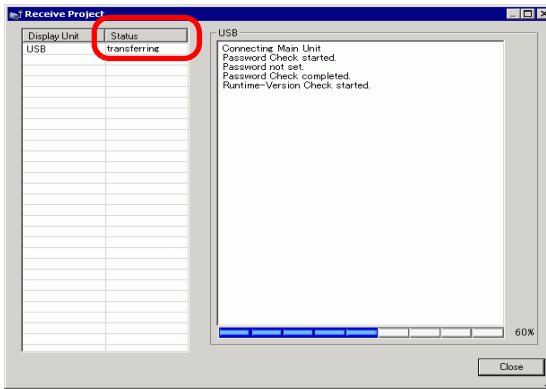 Receive Project
Display Unit Status
USB transferring
USB
Connecting Main Unit
Password Check started.
Password not set.
Password Check completed.
Runtime-Version Check started.
60%
Close